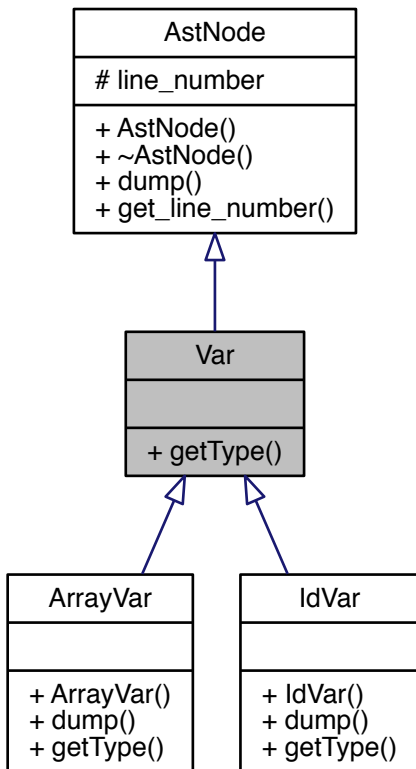 AstNode
# line_number
+ AstNode()
+ ~AstNode()
+ dump()
+ get_line_number()
Var
+ getType()
ArrayVar
+ ArrayVar()
+ dump()
+ getType()
IdVar
+ IdVar()
+ dump()
+ getType()